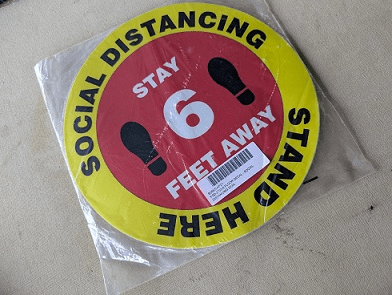 SOCIAL DISTANCING
STAY
6
FEET AWAY
STAND HERE